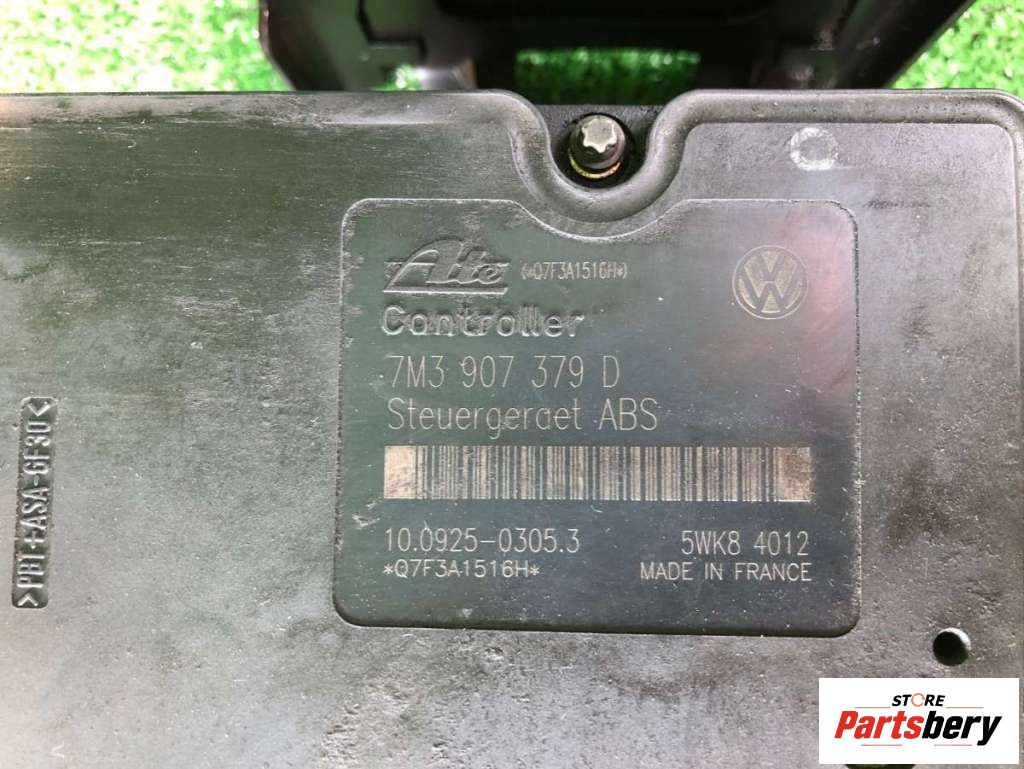 Ate (*Q7F3A1516H*)
Controller
7M3 907 379 D
Steuergeraet ABS
10.0925-0305.3 5WK8 4012
*Q7F3A1516H* MADE IN FRANCE
>PBT+ASA-GF30<
STORE
Partsbery